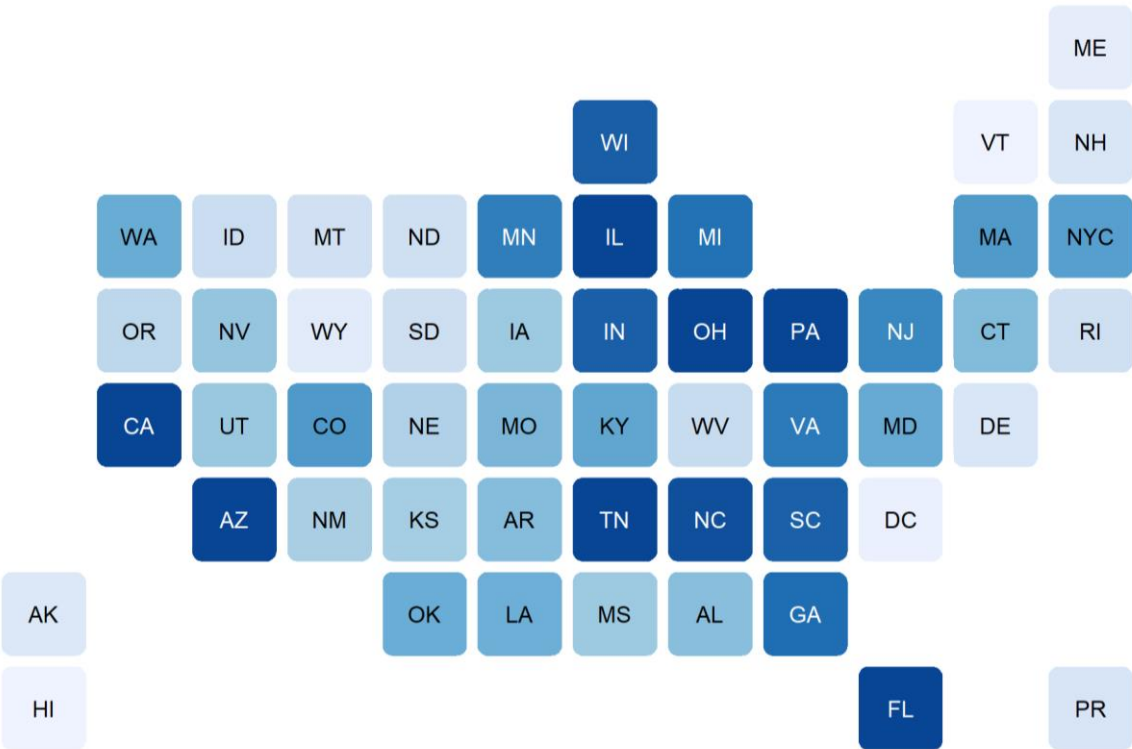 ME
WI VT NH
WA ID MT ND MN IL MI MA NYC
OR NV WY SD IA IN OH PA NJ CT RI
CA UT CO NE MO KY WV VA MD DE
AZ NM KS AR TN NC SC DC
AK OK LA MS AL GA
HI FL PR